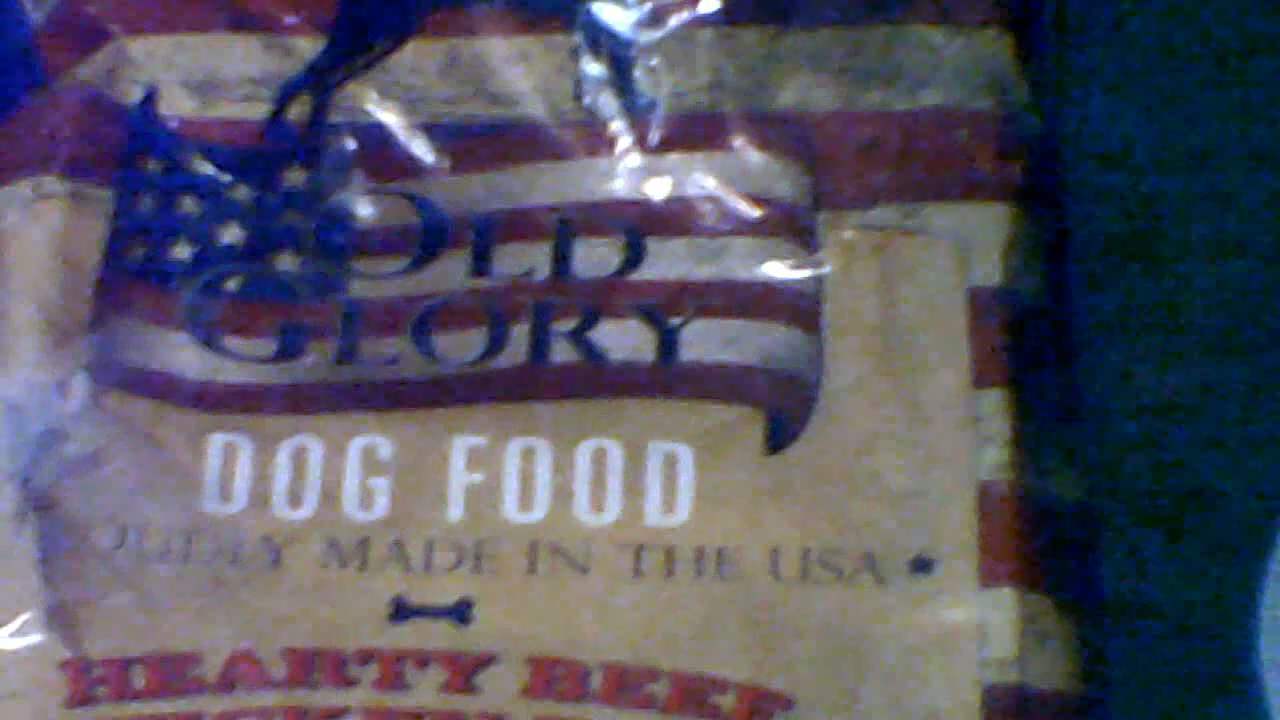 OLD
GLORY
DOG FOOD
MADE IN THE USA
HEARTY BEEF